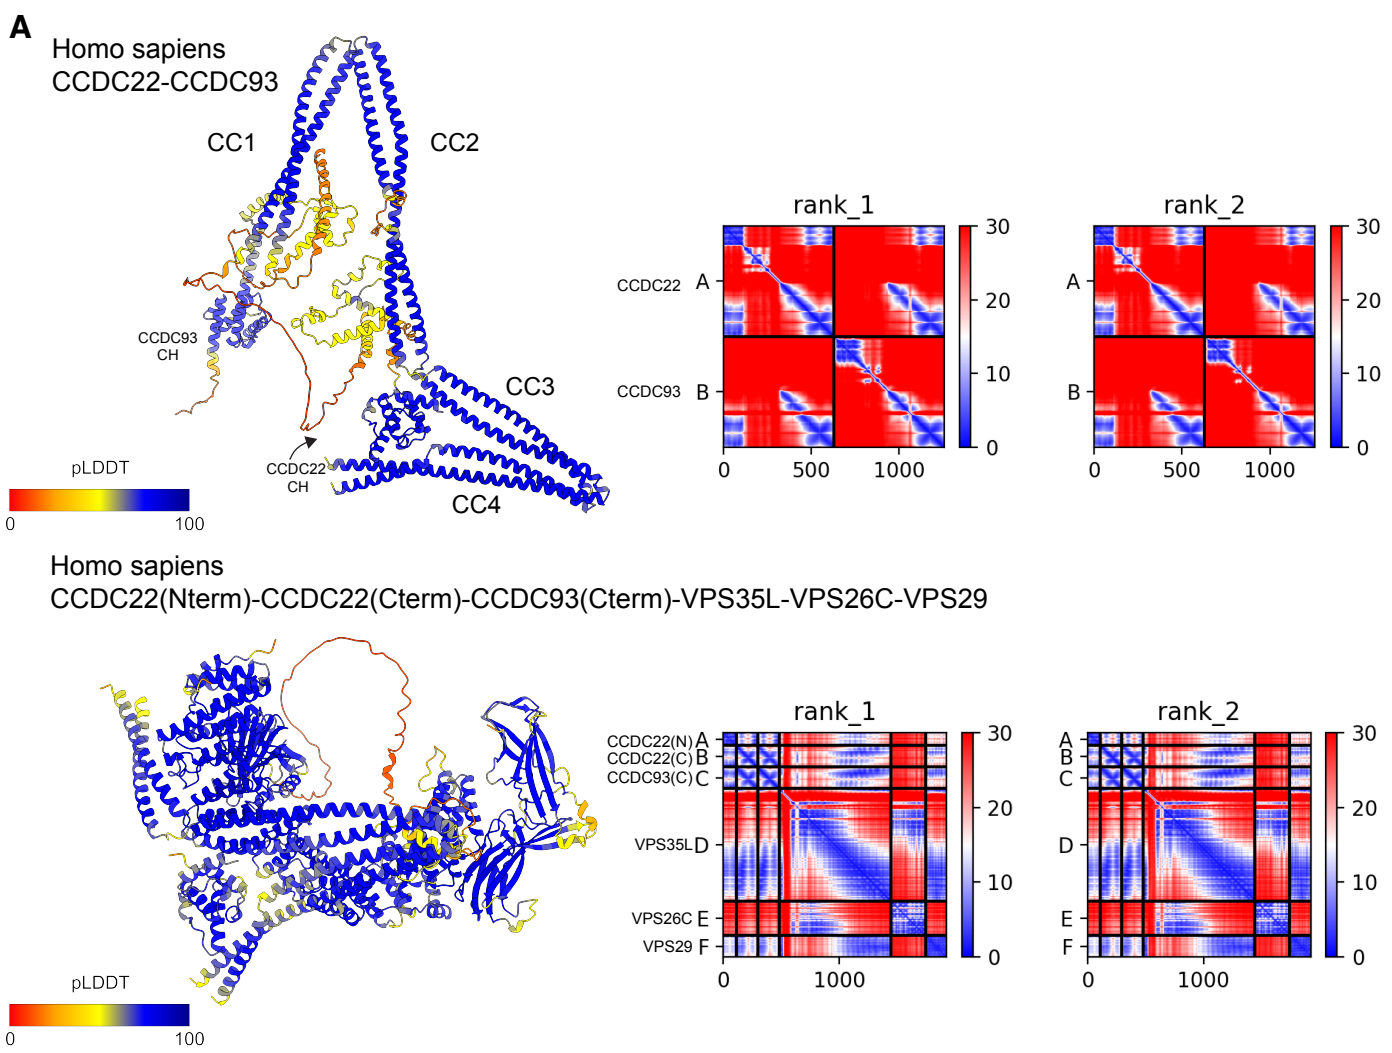 A
Homo sapiens
CCDC22-CCDC93
CC1
CC2
CCDC93
CH
CC3
CCDC22
CH
CC4
pLDDT
0 100
rank_1
30
20
10
0
CCDC22 A
CCDC93 B
0 500 1000
rank_2
30
20
10
0
A
B
0 500 1000
Homo sapiens
CCDC22(Nterm)-CCDC22(Cterm)-CCDC93(Cterm)-VPS35L-VPS26C-VPS29
pLDDT
0 100
rank_1
30
20
10
0
CCDC22(N) A
CCDC22(C) B
CCDC93(C) C
VPS35L D
VPS26C E
VPS29 F
0 1000
rank_2
30
20
10
0
A
B
C
D
E
F
0 1000